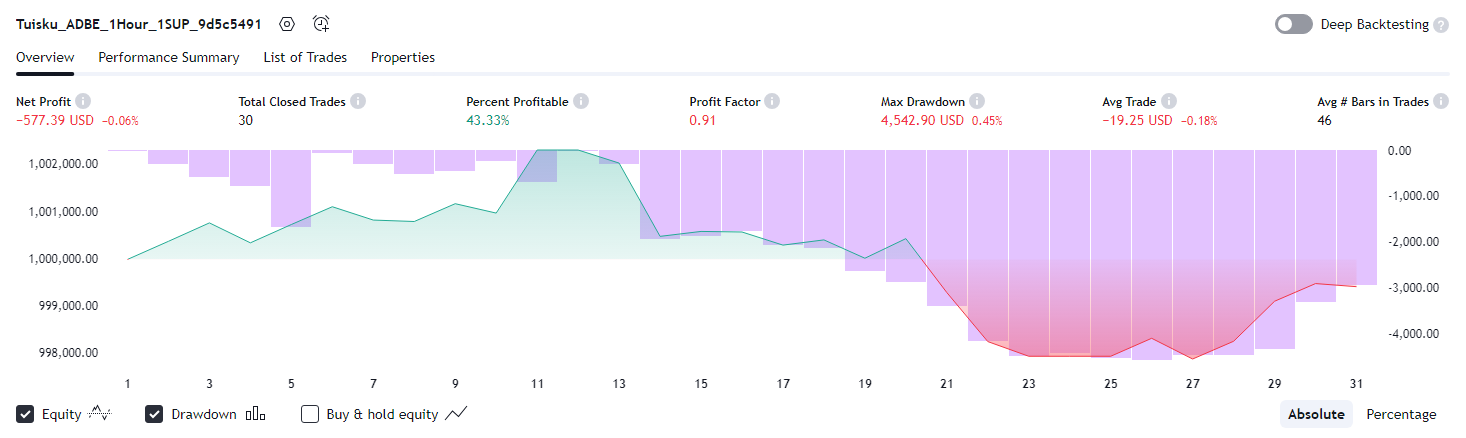 Tuisku_ADBE_1Hour_1SUP_9d5c5491 Deep Backtesting ?
Overview Performance Summary List of Trades Properties
Net Profit i Total Closed Trades i Percent Profitable i Profit Factor i Max Drawdown i Avg Trade i Avg # Bars in Trades i
−577.39 USD −0.06% 30 43.33% 0.91 4,542.90 USD 0.45% −19.25 USD −0.18% 46
1,002,000.00 0.00
1,001,000.00 -1,000.00
1,000,000.00 -2,000.00
999,000.00 -3,000.00
998,000.00 -4,000.00
1 3 5 7 9 11 13 15 17 19 21 23 25 27 29 31
Equity Drawdown Buy & hold equity Absolute Percentage